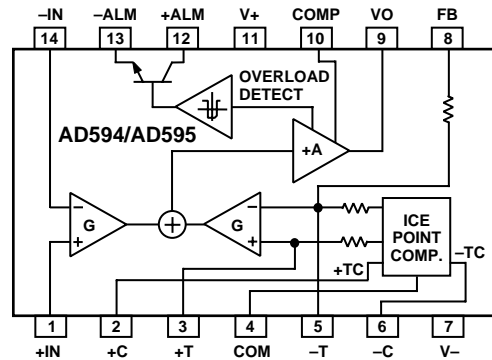 –IN –ALM +ALM V+ COMP VO FB
14 13 12 11 10 9 8
OVERLOAD
DETECT
AD594/AD595
+A
– G +
– G +
ICE
POINT
COMP.
–TC
+TC
1 2 3 4 5 6 7
+IN +C +T COM –T –C V–